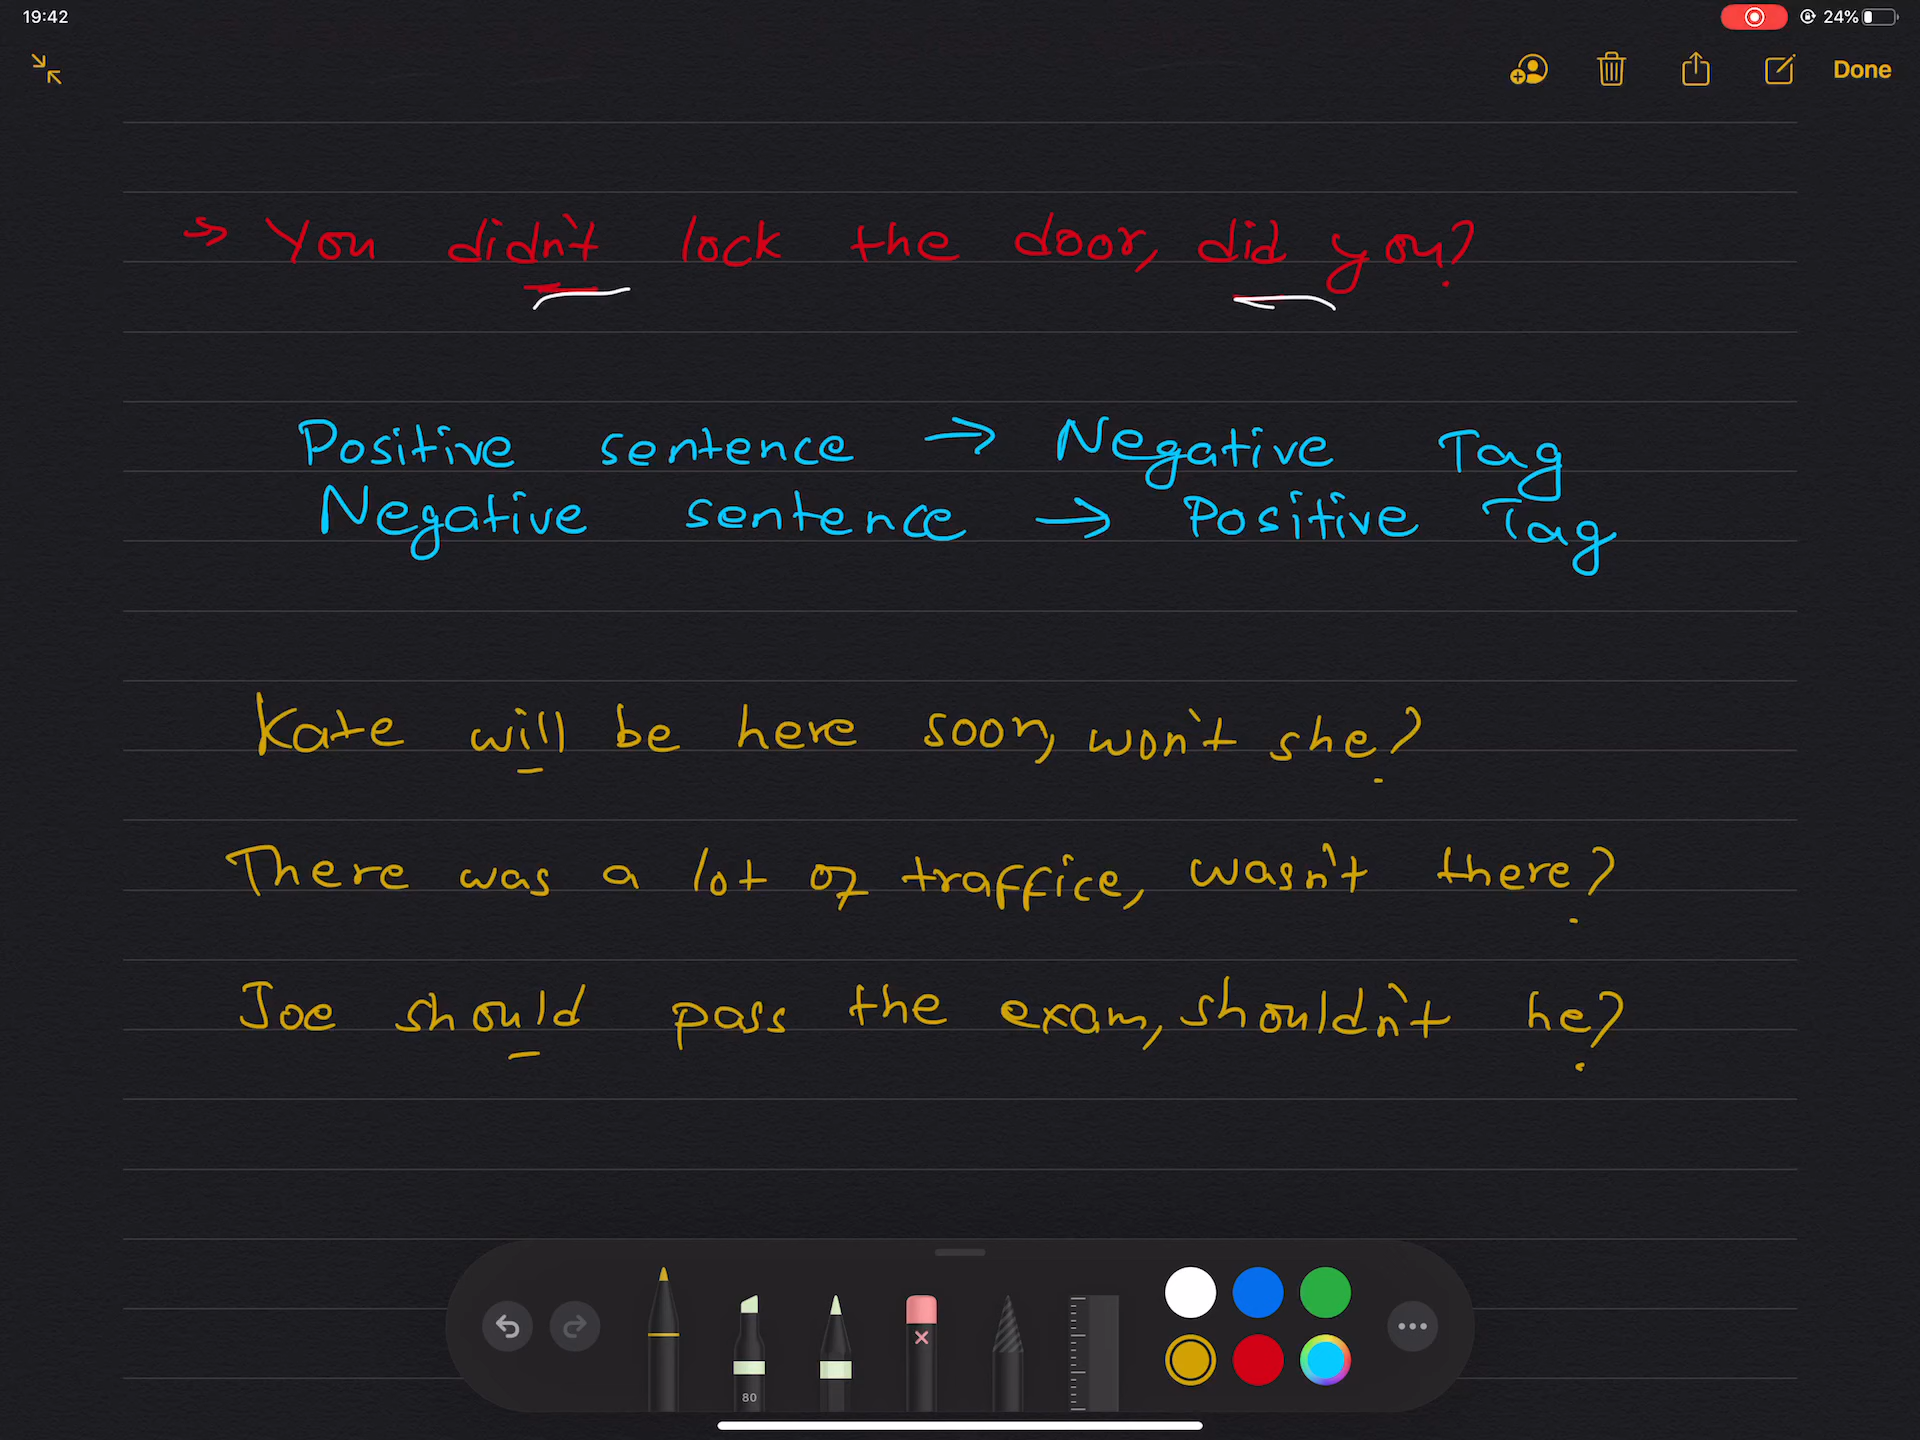 19:42
24%
Done
→ You didn't lock the door, did you?
Positive sentence → Negative Tag
Negative sentence → Positive Tag
Kate will be here soon, won't she?
There was a lot of traffice, wasn't there?
Joe should pass the exam, shouldn't he?
80